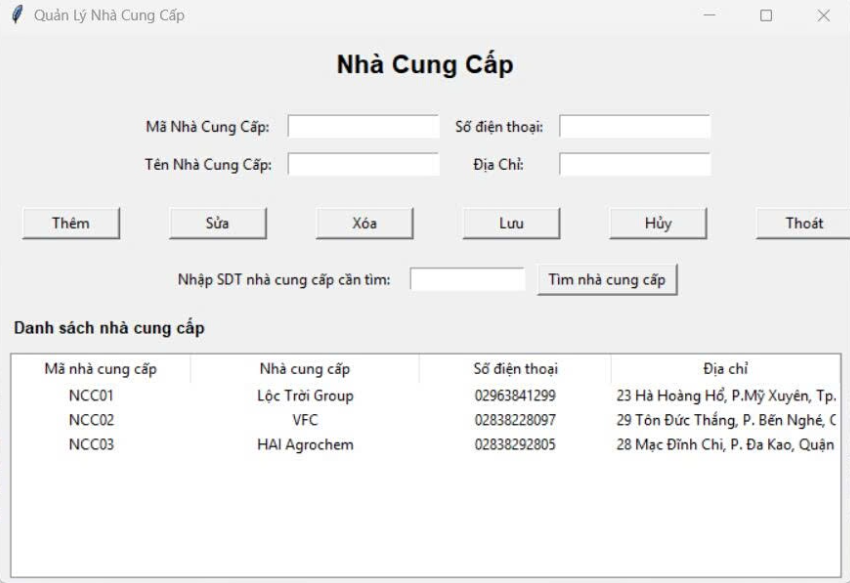 Quản Lý Nhà Cung Cấp
Nhà Cung Cấp
Mã Nhà Cung Cấp: Số điện thoại:
Tên Nhà Cung Cấp: Địa Chỉ:
Thêm Sửa Xóa Lưu Hủy Thoát
Nhập SDT nhà cung cấp cần tìm: Tìm nhà cung cấp
Danh sách nhà cung cấp
Mã nhà cung cấp Nhà cung cấp Số điện thoại Địa chỉ
NCC01 Lộc Trời Group 02963841299 23 Hà Hoàng Hổ, P.Mỹ Xuyên, Tp.
NCC02 VFC 02838228097 29 Tôn Đức Thắng, P. Bến Nghé,
NCC03 HAI Agrochem 02838292805 28 Mạc Đĩnh Chi, P. Đa Kao, Quận